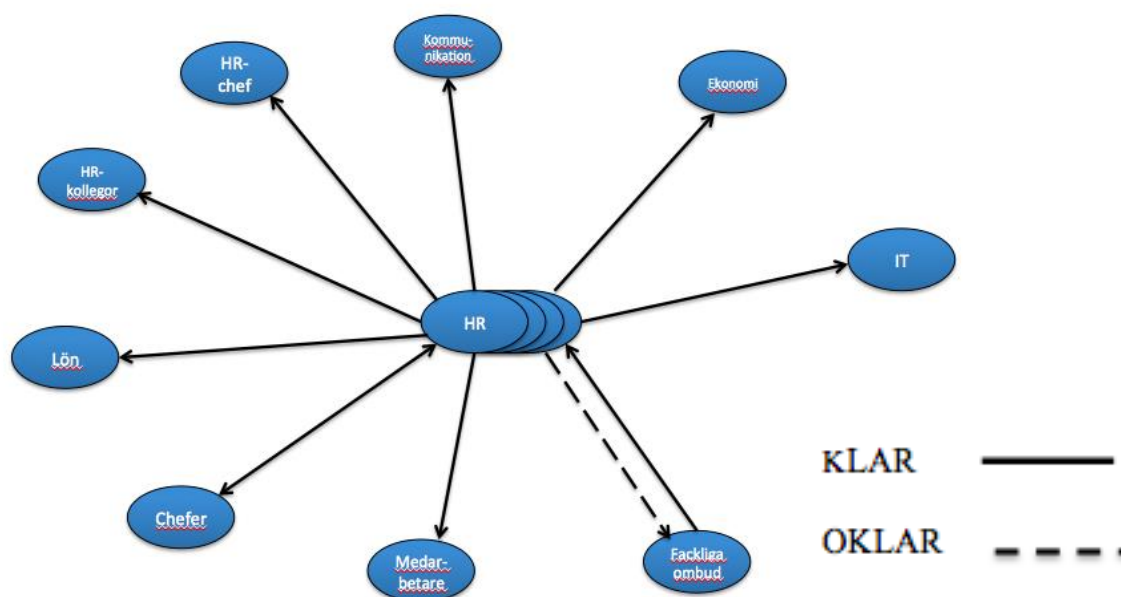 Kommu-
nikation
HR-
chef
Ekonomi
HR-
kollegor
IT
HR
Lön
Chefer
Medar-
betare
Fackliga
ombud
KLAR
OKLAR